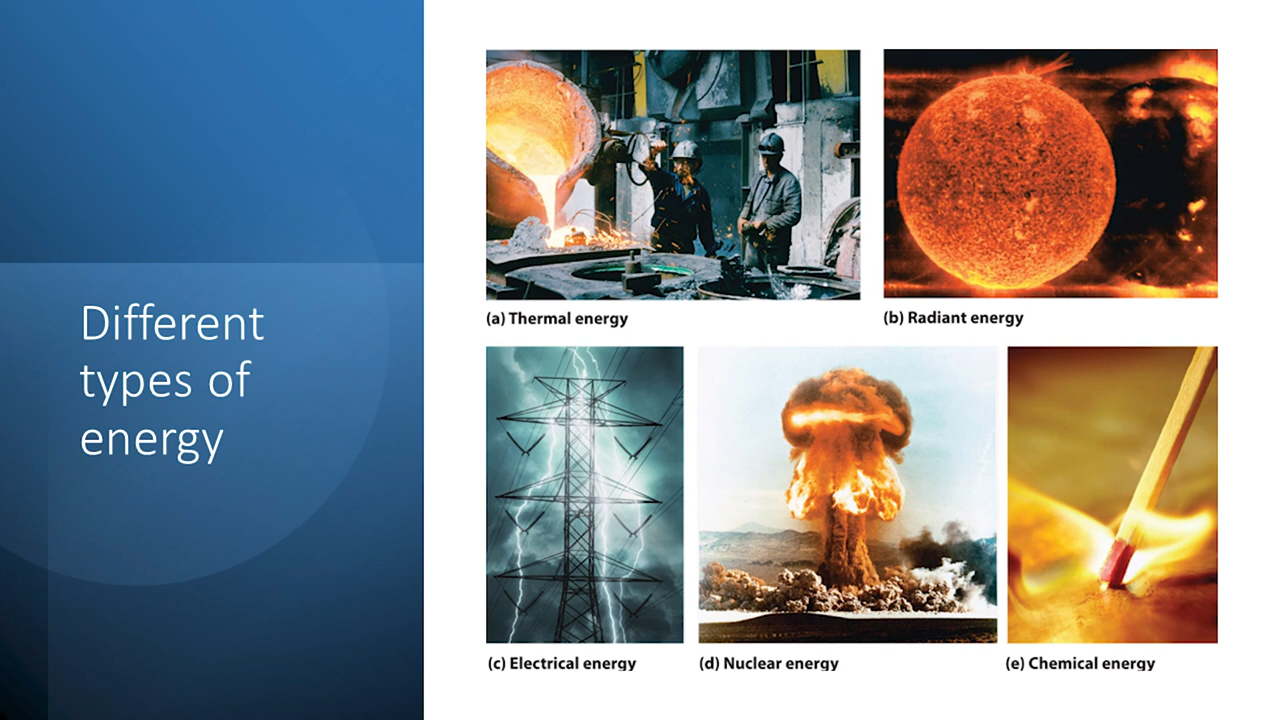 Different
types of
energy
(a) Thermal energy
(b) Radiant energy
(c) Electrical energy
(d) Nuclear energy
(e) Chemical energy